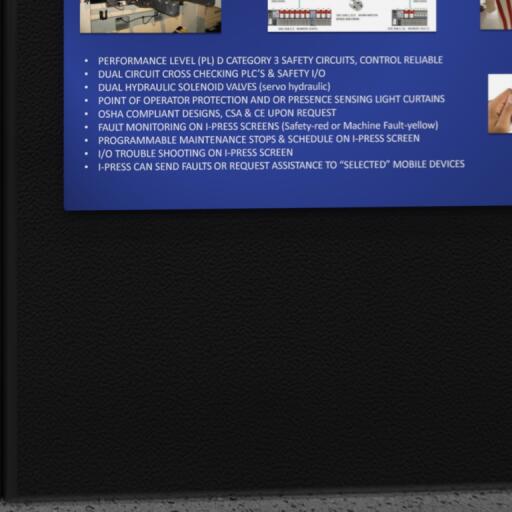 • PERFORMANCE LEVEL (PL) D CATEGORY 3 SAFETY CIRCUITS, CONTROL RELIABLE
• DUAL CIRCUIT CROSS CHECKING PLC'S & SAFETY I/O
• DUAL HYDRAULIC SOLENOID VALVES (servo hydraulic)
• POINT OF OPERATOR PROTECTION AND OR PRESENCE SENSING LIGHT CURTAINS
• OSHA COMPLIANT DESIGNS, CSA & CE UPON REQUEST
• FAULT MONITORING ON I-PRESS SCREENS (Safety-red or Machine Fault-yellow)
• PROGRAMMABLE MAINTENANCE STOPS & SCHEDULE ON I-PRESS SCREEN
• I/O TROUBLE SHOOTING ON I-PRESS SCREEN
• I-PRESS CAN SEND FAULTS OR REQUEST ASSISTANCE TO "SELECTED" MOBILE DEVICES